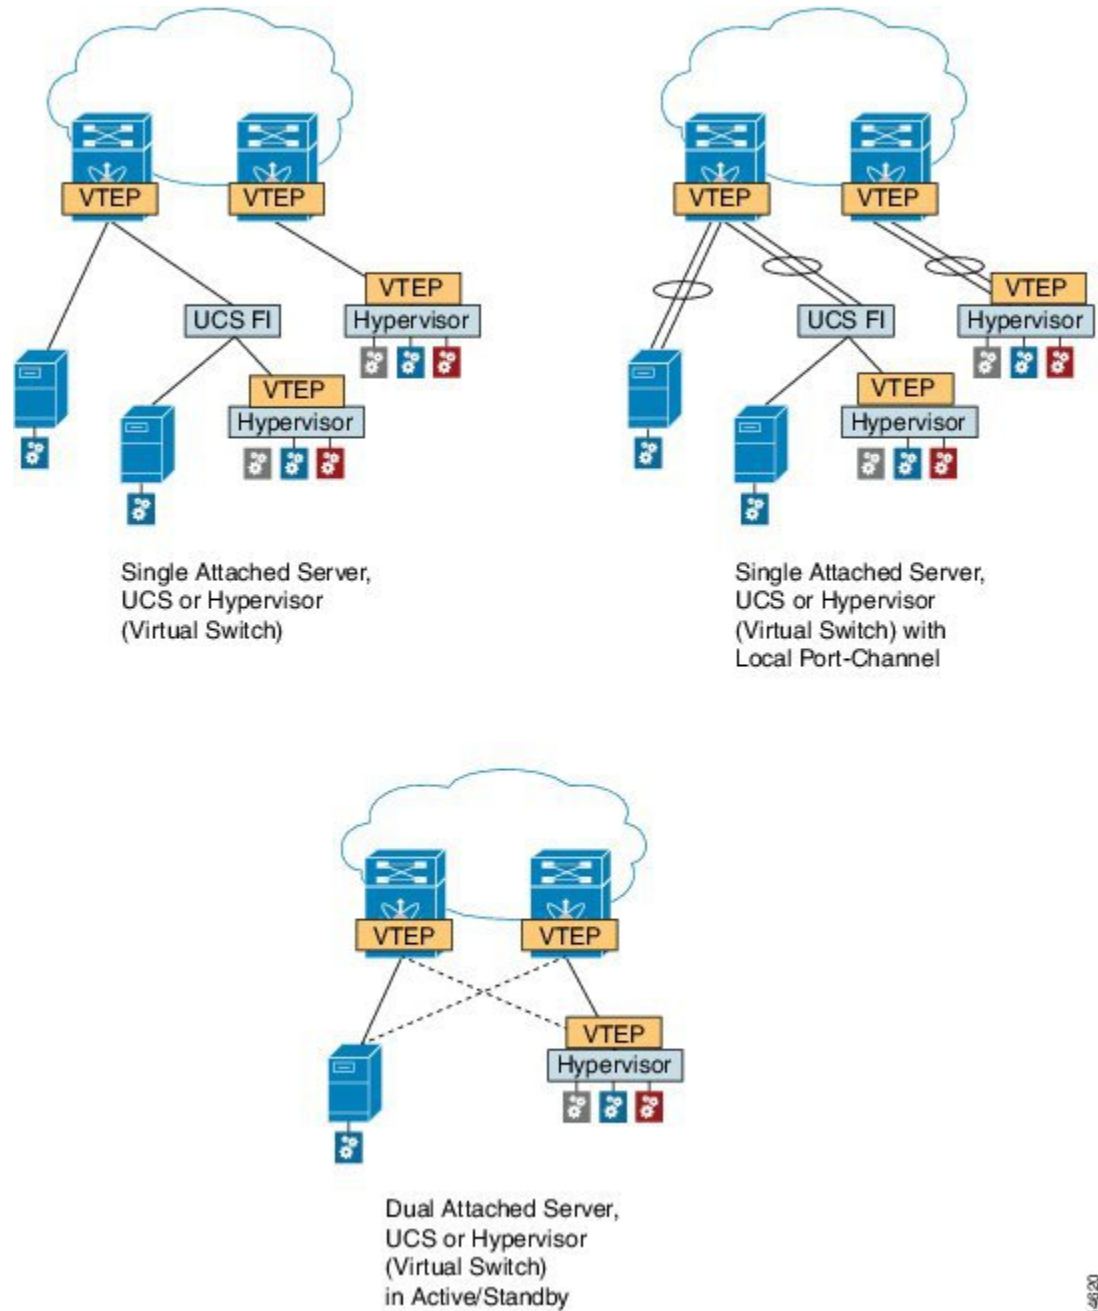 VTEP
VTEP
VTEP
UCS FI
Hypervisor
VTEP
Hypervisor
Single Attached Server,
UCS or Hypervisor
(Virtual Switch)
VTEP
VTEP
VTEP
UCS FI
Hypervisor
VTEP
Hypervisor
Single Attached Server,
UCS or Hypervisor
(Virtual Switch) with
Local Port-Channel
VTEP
VTEP
VTEP
Hypervisor
Dual Attached Server,
UCS or Hypervisor
(Virtual Switch)
in Active/Standby